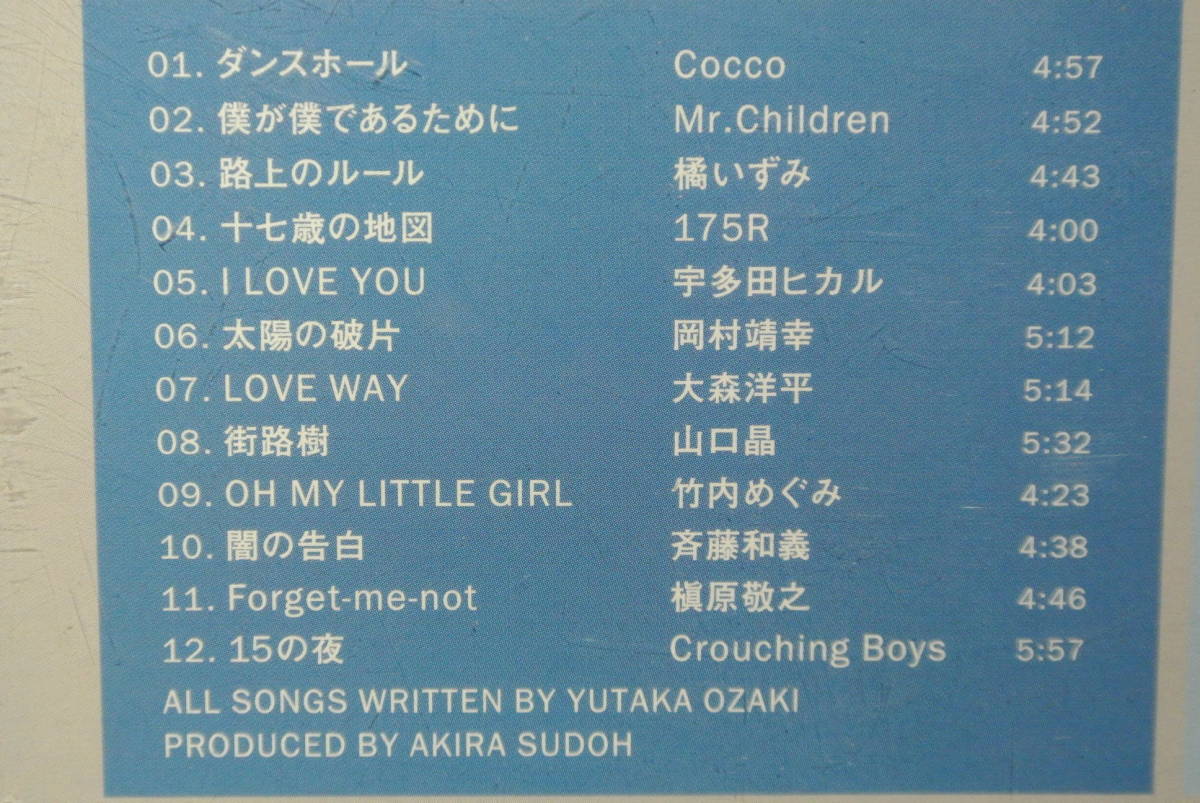 01. ダンスホール Cocco 4:57
02. 僕が僕であるために Mr.Children 4:52
03. 路上のルール 橘いずみ 4:43
04. 十七歳の地図 175R 4:00
05. I LOVE YOU 宇多田ヒカル 4:03
06. 太陽の破片 岡村靖幸 5:12
07. LOVE WAY 大森洋平 5:14
08. 街路樹 山口晶 5:32
09. OH MY LITTLE GIRL 竹内めぐみ 4:23
10. 闇の告白 斉藤和義 4:38
11. Forget-me-not 槇原敬之 4:46
12. 15の夜 Crouching Boys 5:57
ALL SONGS WRITTEN BY YUTAKA OZAKI
PRODUCED BY AKIRA SUDOH